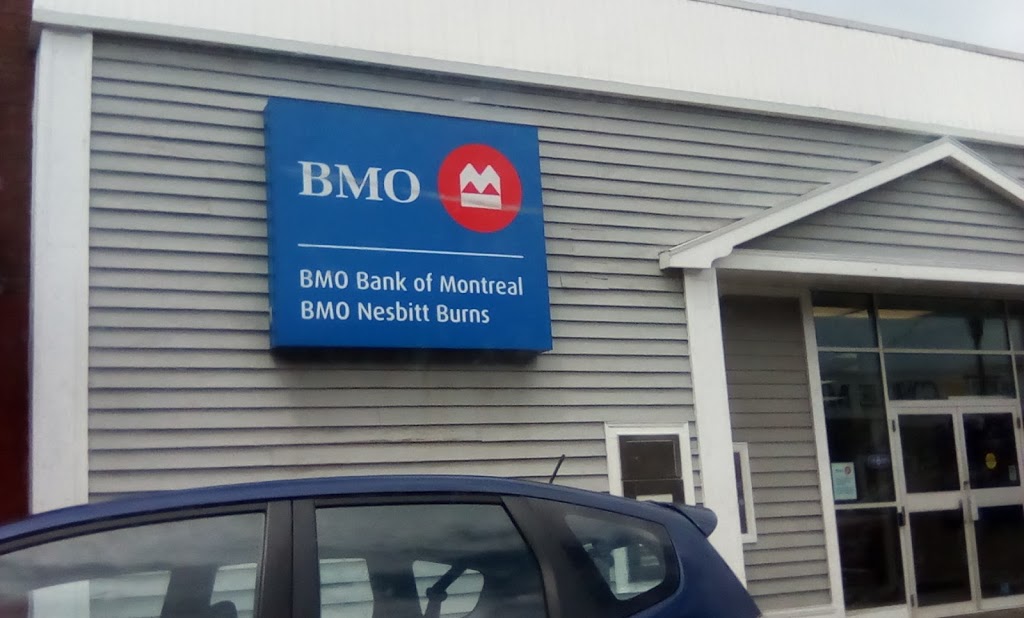 BMO
BMO Bank of Montreal
BMO Nesbitt Burns